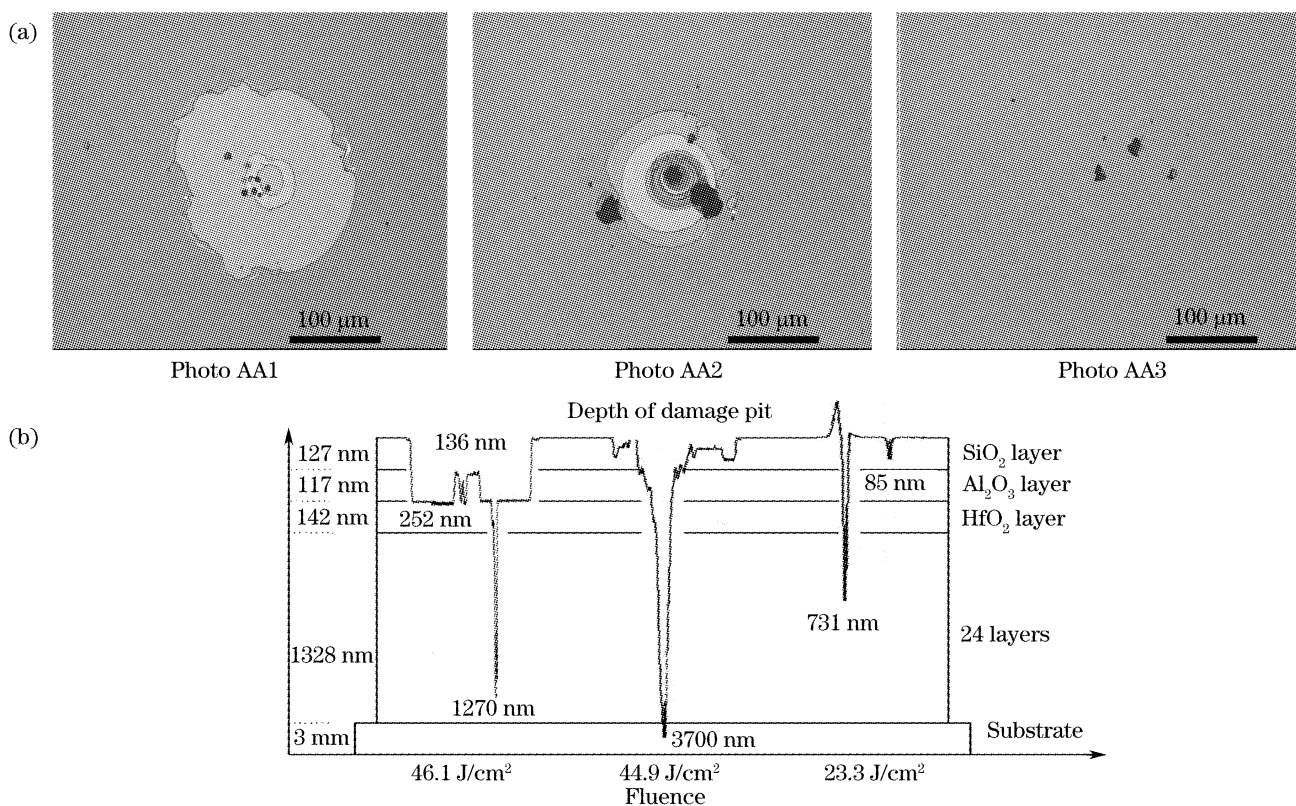 (a)
100 μm
100 μm
100 μm
Photo AA1
Photo AA2
Photo AA3
(b)
Depth of damage pit
127 nm
136 nm
SiO₂ layer
117 nm
85 nm
Al₂O₃ layer
142 nm
252 nm
HfO₂ layer
731 nm
24 layers
1328 nm
1270 nm
Substrate
3 mm
3700 nm
46.1 J/cm²
44.9 J/cm²
23.3 J/cm²
Fluence